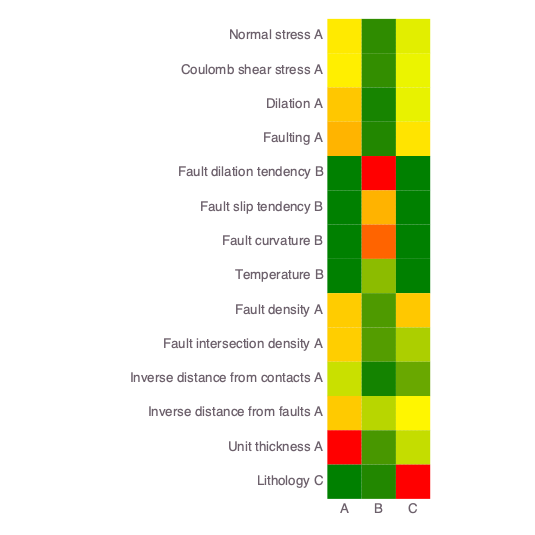 Normal stress A
Coulomb shear stress A
Dilation A
Faulting A
Fault dilation tendency B
Fault slip tendency B
Fault curvature B
Temperature B
Fault density A
Fault intersection density A
Inverse distance from contacts A
Inverse distance from faults A
Unit thickness A
Lithology C
A B C